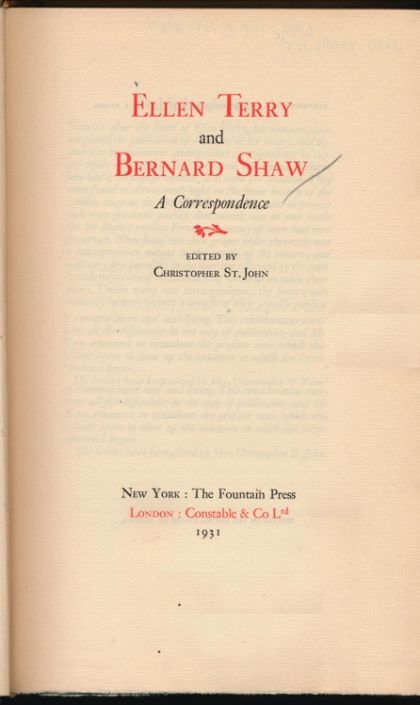 ELLEN TERRY
and
BERNARD SHAW
A Correspondence
EDITED BY
CHRISTOPHER ST. JOHN
NEW YORK : The Fountain Press
LONDON : Constable & Co Ltd
1931